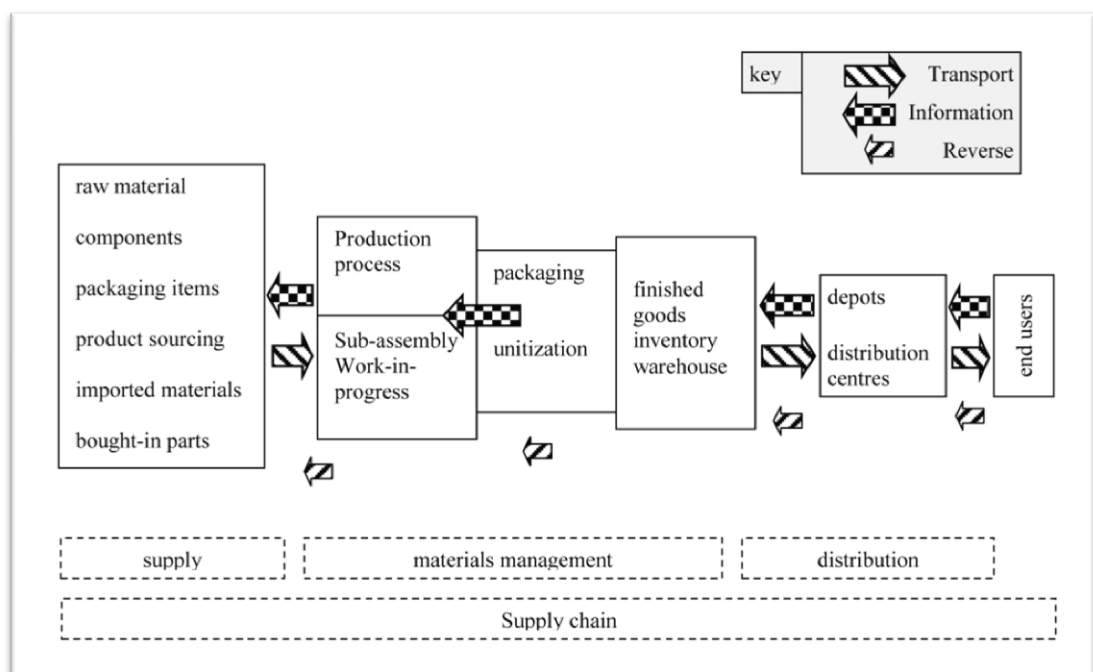 key
Transport
Information
Reverse
raw material
components
packaging items
product sourcing
imported materials
bought-in parts
Production
process
Sub-assembly
Work-in-
progress
packaging
unitization
finished
goods
inventory
warehouse
depots
distribution
centres
end users
supply
materials management
distribution
Supply chain